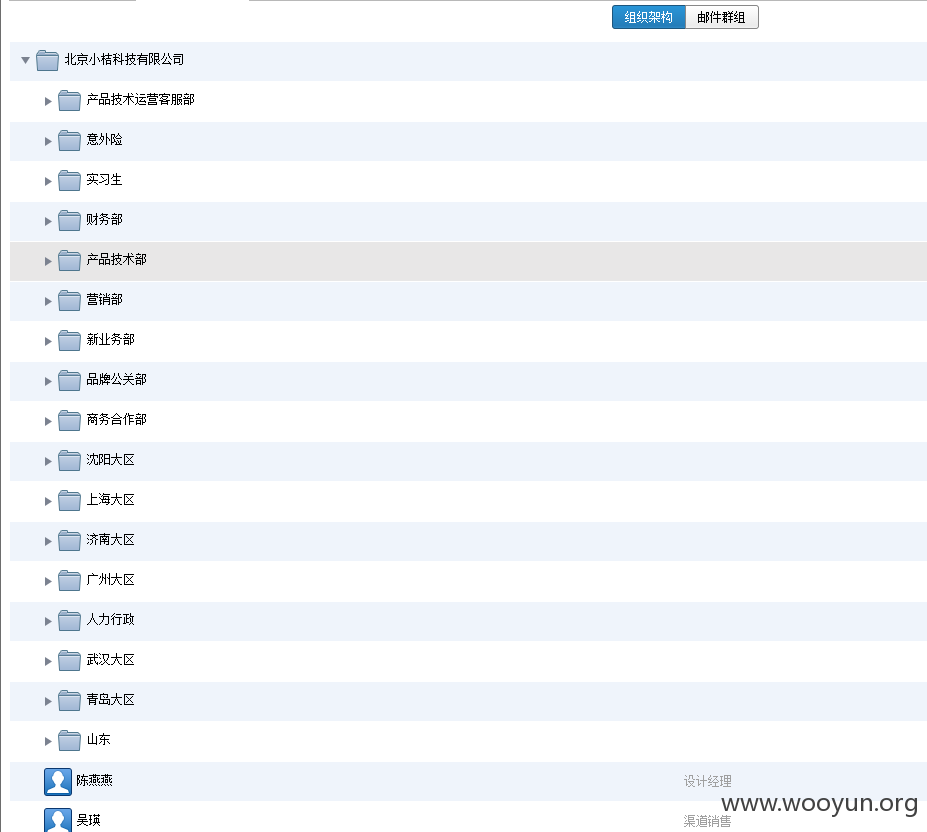 组织架构 邮件群组
北京小桔科技有限公司
产品技术运营客服部
意外险
实习生
财务部
产品技术部
营销部
新业务部
品牌公关部
商务合作部
沈阳大区
上海大区
济南大区
广州大区
人力行政
武汉大区
青岛大区
山东
陈燕燕 设计经理
www.wooyun.org
吴瑛 渠道销售